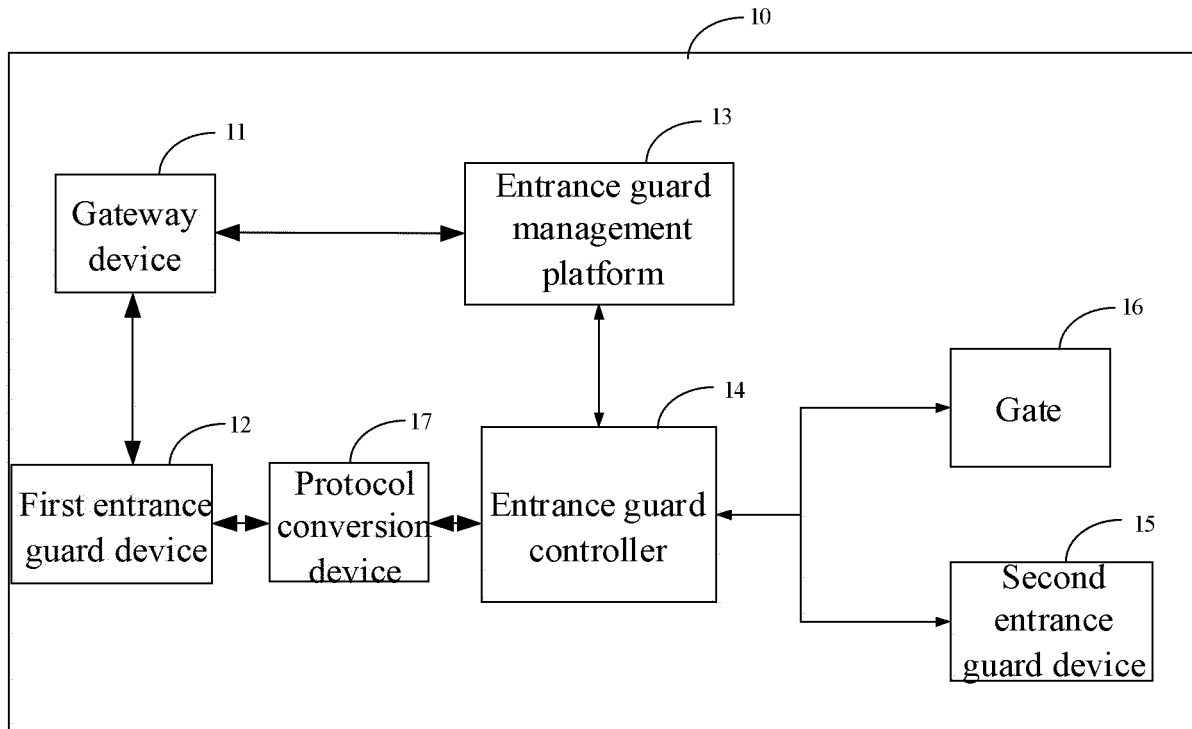 10
11
13
Gateway
device
Entrance guard
management
platform
16
Gate
12
17
14
First entrance
guard device
Protocol
conversion
device
Entrance guard
controller
15
Second
entrance
guard device